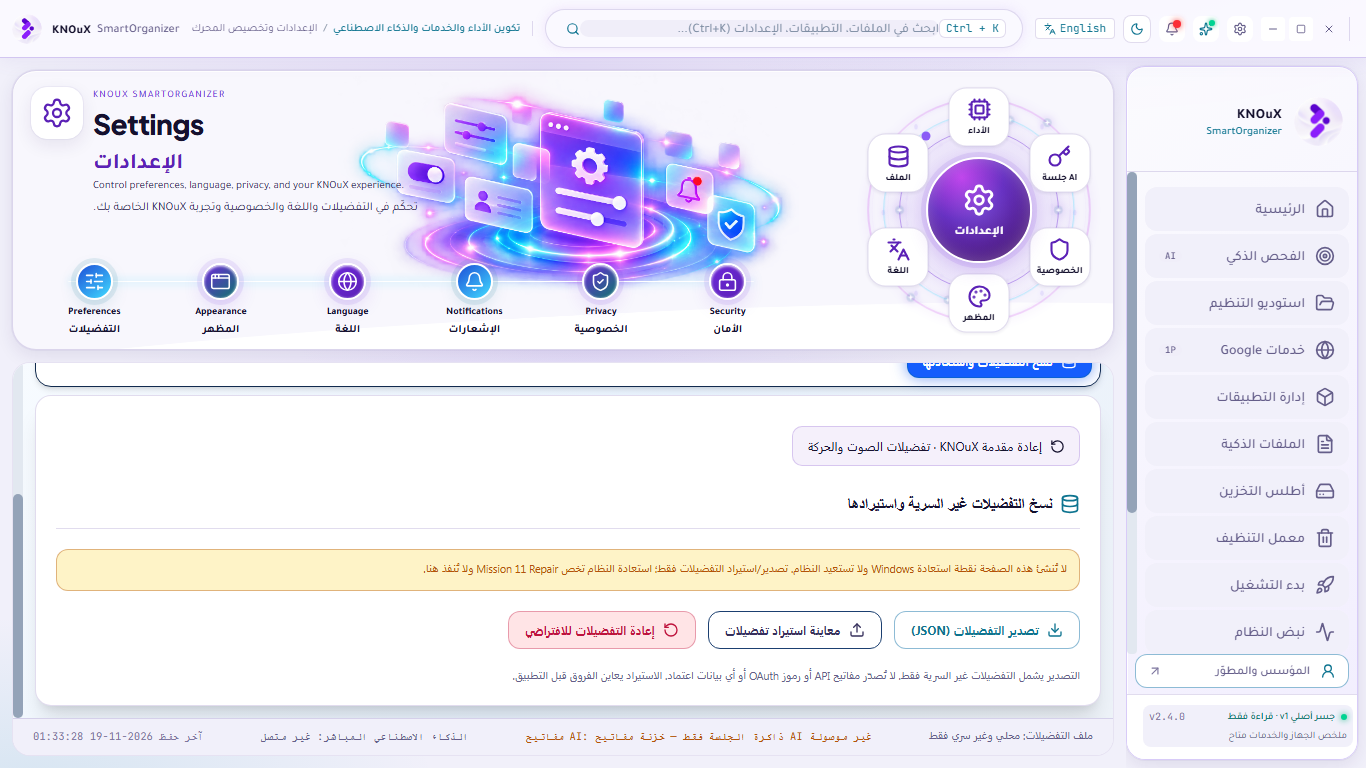 KNOuX SmartOrganizer
الإعدادات وتخصيص المحرك / تكوين الأداء والخدمات والذكاء الاصطناعي
ابحث في الملفات، التطبيقات، الإعدادات (Ctrl+K)...
Ctrl + K
English
KNOUX SMARTORGANIZER
Settings
الإعدادات
Control preferences, language, privacy, and your KNOuX experience.
تحكّم في التفضيلات واللغة والخصوصية وتجربة KNOuX الخاصة بك.
Preferences
التفضيلات
Appearance
المظهر
Language
اللغة
Notifications
الإشعارات
Privacy
الخصوصية
Security
الأمان
الأداء
جلسة AI
الملف
الإعدادات
الخصوصية
اللغة
المظهر
KNOuX
SmartOrganizer
الرئيسية
الفحص الذكي AI
استوديو التنظيم
خدمات Google 1P
إدارة التطبيقات
الملفات الذكية
أطلس التخزين
معمل التنظيف
بدء التشغيل
نبض النظام
المؤسس والمطوّر
جسر أصلي v1 · قراءة فقط v2.4.0
ملخص الجهاز والخدمات متاح
نسخ التفضيلات واستعادتها
إعادة مقدمة KNOuX · تفضيلات الصوت والحركة
نسخ التفضيلات غير السرية واستيرادها
لا تُنشئ هذه الصفحة نقطة استعادة Windows ولا تستعيد النظام. تصدير/استيراد التفضيلات فقط؛ استعادة النظام تخص Mission 11 Repair ولا تُنفذ هنا.
تصدير التفضيلات (JSON)
معاينة استيراد تفضيلات
إعادة التفضيلات للافتراضي
التصدير يشمل التفضيلات غير السرية فقط. لا تُصدّر مفاتيح API أو رموز OAuth أو أي بيانات اعتماد. الاستيراد يعاين الفروق قبل التطبيق.
ملف التفضيلات: محلي وغير سري فقط
مفاتيح AI: خزنة مفاتيح — ذاكرة الجلسة فقط AI غير موصولة
الذكاء الاصطناعي المباشر: غير متصل
آخر حفظ 2026-11-19 01:33:28